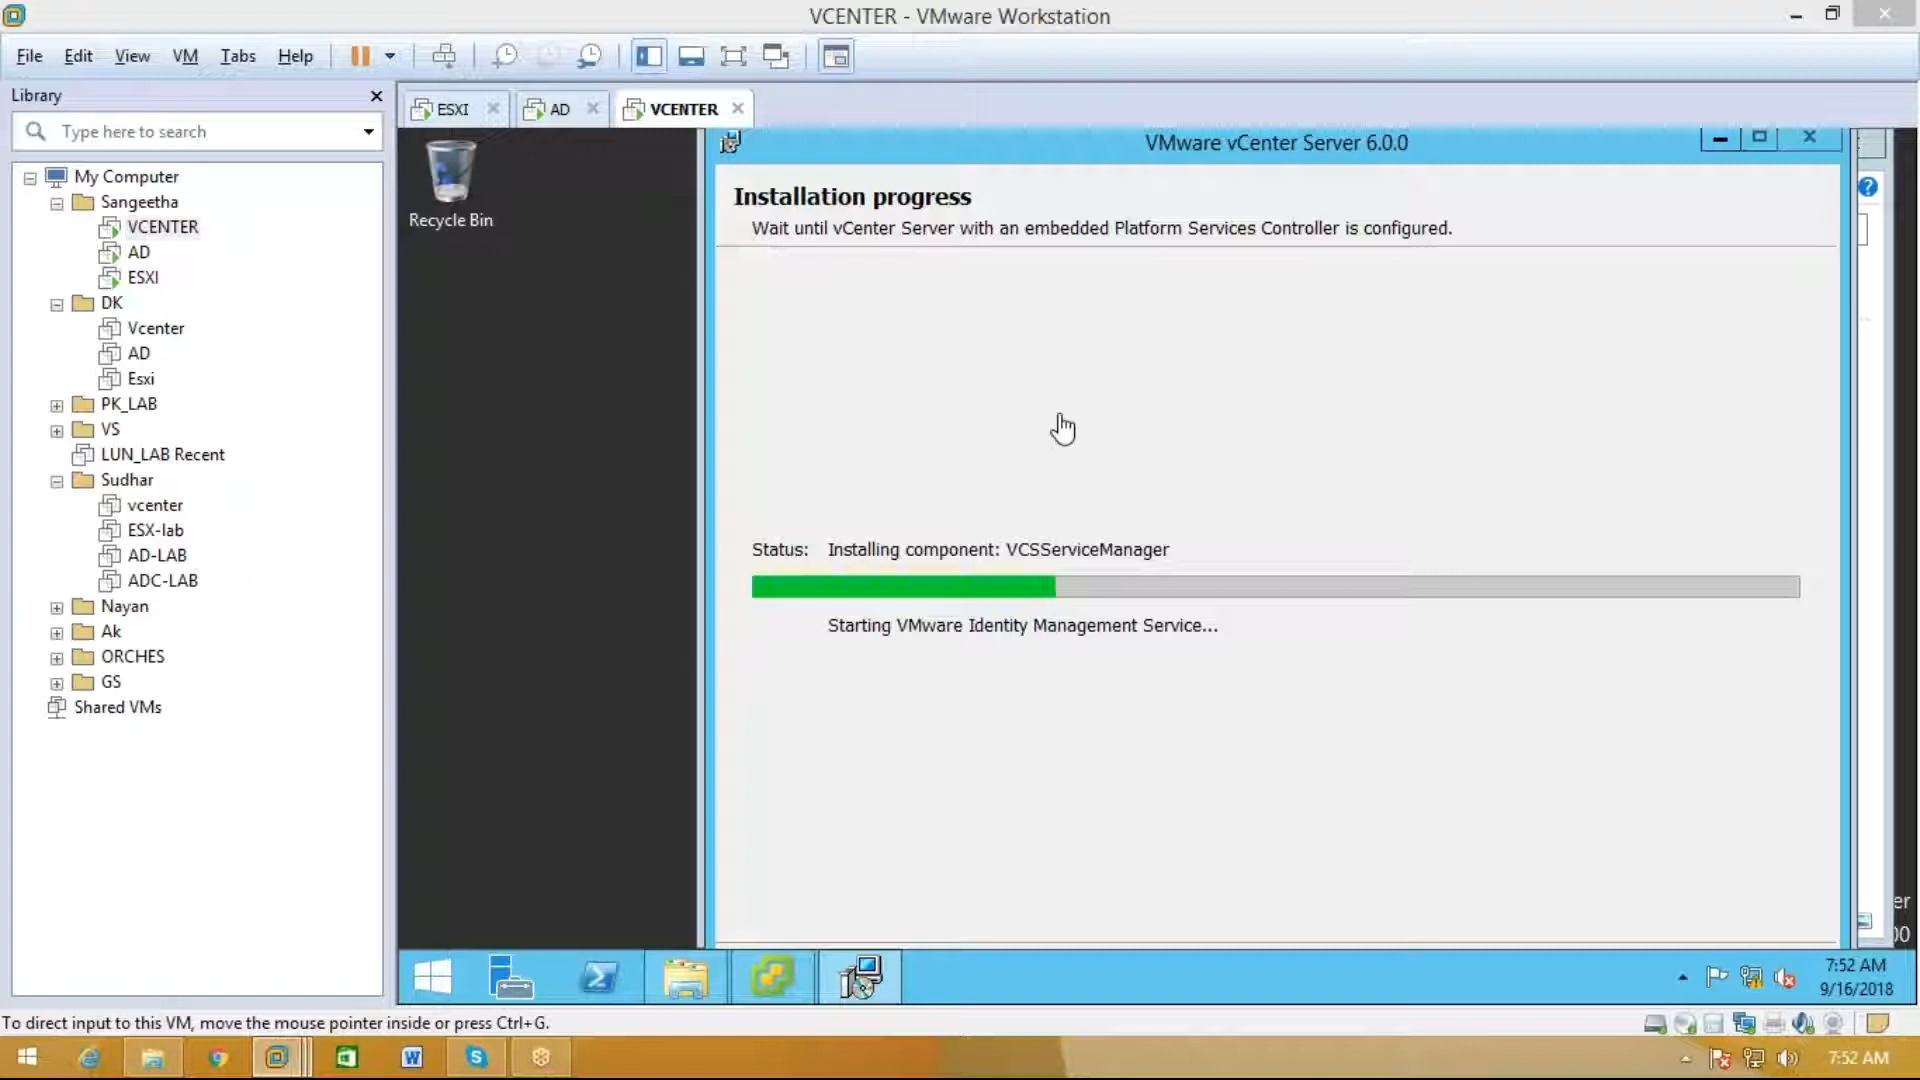 VCENTER - VMware Workstation
File Edit View VM Tabs Help
Library
Type here to search
My Computer
Sangeetha
VCENTER
AD
ESXI
DK
Vcenter
AD
Esxi
PK_LAB
VS
LUN_LAB Recent
Sudhar
vcenter
ESX-lab
AD-LAB
ADC-LAB
Nayan
Ak
ORCHES
GS
Shared VMs
ESXI AD VCENTER
Recycle Bin
VMware vCenter Server 6.0.0
Installation progress
Wait until vCenter Server with an embedded Platform Services Controller is configured.
Status: Installing component: VCSServiceManager
Starting VMware Identity Management Service...
er
00
7:52 AM
9/16/2018
To direct input to this VM, move the mouse pointer inside or press Ctrl+G.
7:52 AM